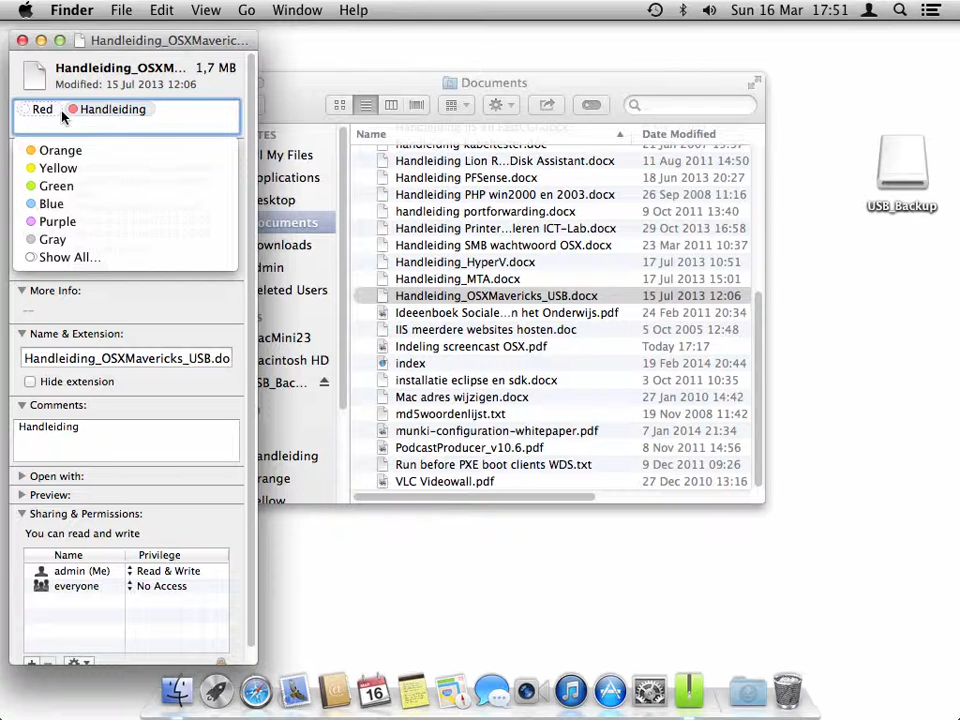 Finder File Edit View Go Window Help Sun 16 Mar 17:51
Handleiding_OSXMaveric...
Handleiding_OSXM... 1,7 MB
Modified: 15 Jul 2013 12:06
Red Handleiding
Orange
Yellow
Green
Blue
Purple
Gray
Show All...
More Info:
--
Name & Extension:
Handleiding_OSXMavericks_USB.do
Hide extension
Comments:
Handleiding
Open with:
Preview:
Sharing & Permissions:
You can read and write
Name Privilege
admin (Me) Read & Write
everyone No Access
Documents
Name Date Modified
Handleiding Lion R...Disk Assistant.docx 11 Aug 2011 14:50
Handleiding PFSense.docx 18 Jun 2013 20:27
Handleiding PHP win2000 en 2003.docx 26 Sep 2008 11:16
handleiding portforwarding.docx 9 Oct 2011 13:40
Handleiding Printer...leren ICT-Lab.docx 29 Oct 2013 16:58
Handleiding SMB wachtwoord OSX.docx 23 Mar 2011 10:37
Handleiding_HyperV.docx 17 Jul 2013 10:51
Handleiding_MTA.docx 17 Jul 2013 15:01
Handleiding_OSXMavericks_USB.docx 15 Jul 2013 12:06
Ideeenboek Sociale...n het Onderwijs.pdf 24 Feb 2011 20:34
IIS meerdere websites hosten.doc 5 Oct 2005 12:48
Indeling screencast OSX.pdf Today 17:17
index 19 Feb 2014 20:44
installatie eclipse en sdk.docx 3 Oct 2011 10:35
Mac adres wijzigen.docx 27 Jan 2010 14:42
md5woordenlijst.txt 19 Nov 2008 11:42
munki-configuration-whitepaper.pdf 7 Jan 2014 21:34
PodcastProducer_v10.6.pdf 8 Nov 2011 14:56
Run before PXE boot clients WDS.txt 9 Dec 2011 09:26
VLC Videowall.pdf 27 Dec 2010 13:16
TES
ll My Files
pplications
esktop
ocuments
ownloads
dmin
eleted Users
S
acMini23
acintosh HD
SB_Bac...
andleiding
range
ellow
USB_Backup
16